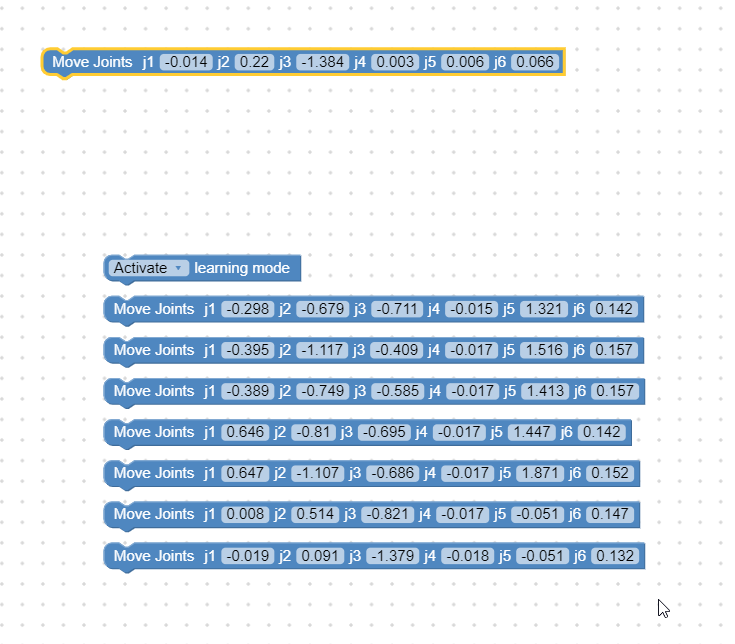 Move Joints j1 -0.014 j2 0.22 j3 -1.384 j4 0.003 j5 0.006 j6 0.066
Activate learning mode
Move Joints j1 -0.298 j2 -0.679 j3 -0.711 j4 -0.015 j5 1.321 j6 0.142
Move Joints j1 -0.395 j2 -1.117 j3 -0.409 j4 -0.017 j5 1.516 j6 0.157
Move Joints j1 -0.389 j2 -0.749 j3 -0.585 j4 -0.017 j5 1.413 j6 0.157
Move Joints j1 0.646 j2 -0.81 j3 -0.695 j4 -0.017 j5 1.447 j6 0.142
Move Joints j1 0.647 j2 -1.107 j3 -0.686 j4 -0.017 j5 1.871 j6 0.152
Move Joints j1 0.008 j2 0.514 j3 -0.821 j4 -0.017 j5 -0.051 j6 0.147
Move Joints j1 -0.019 j2 0.091 j3 -1.379 j4 -0.018 j5 -0.051 j6 0.132